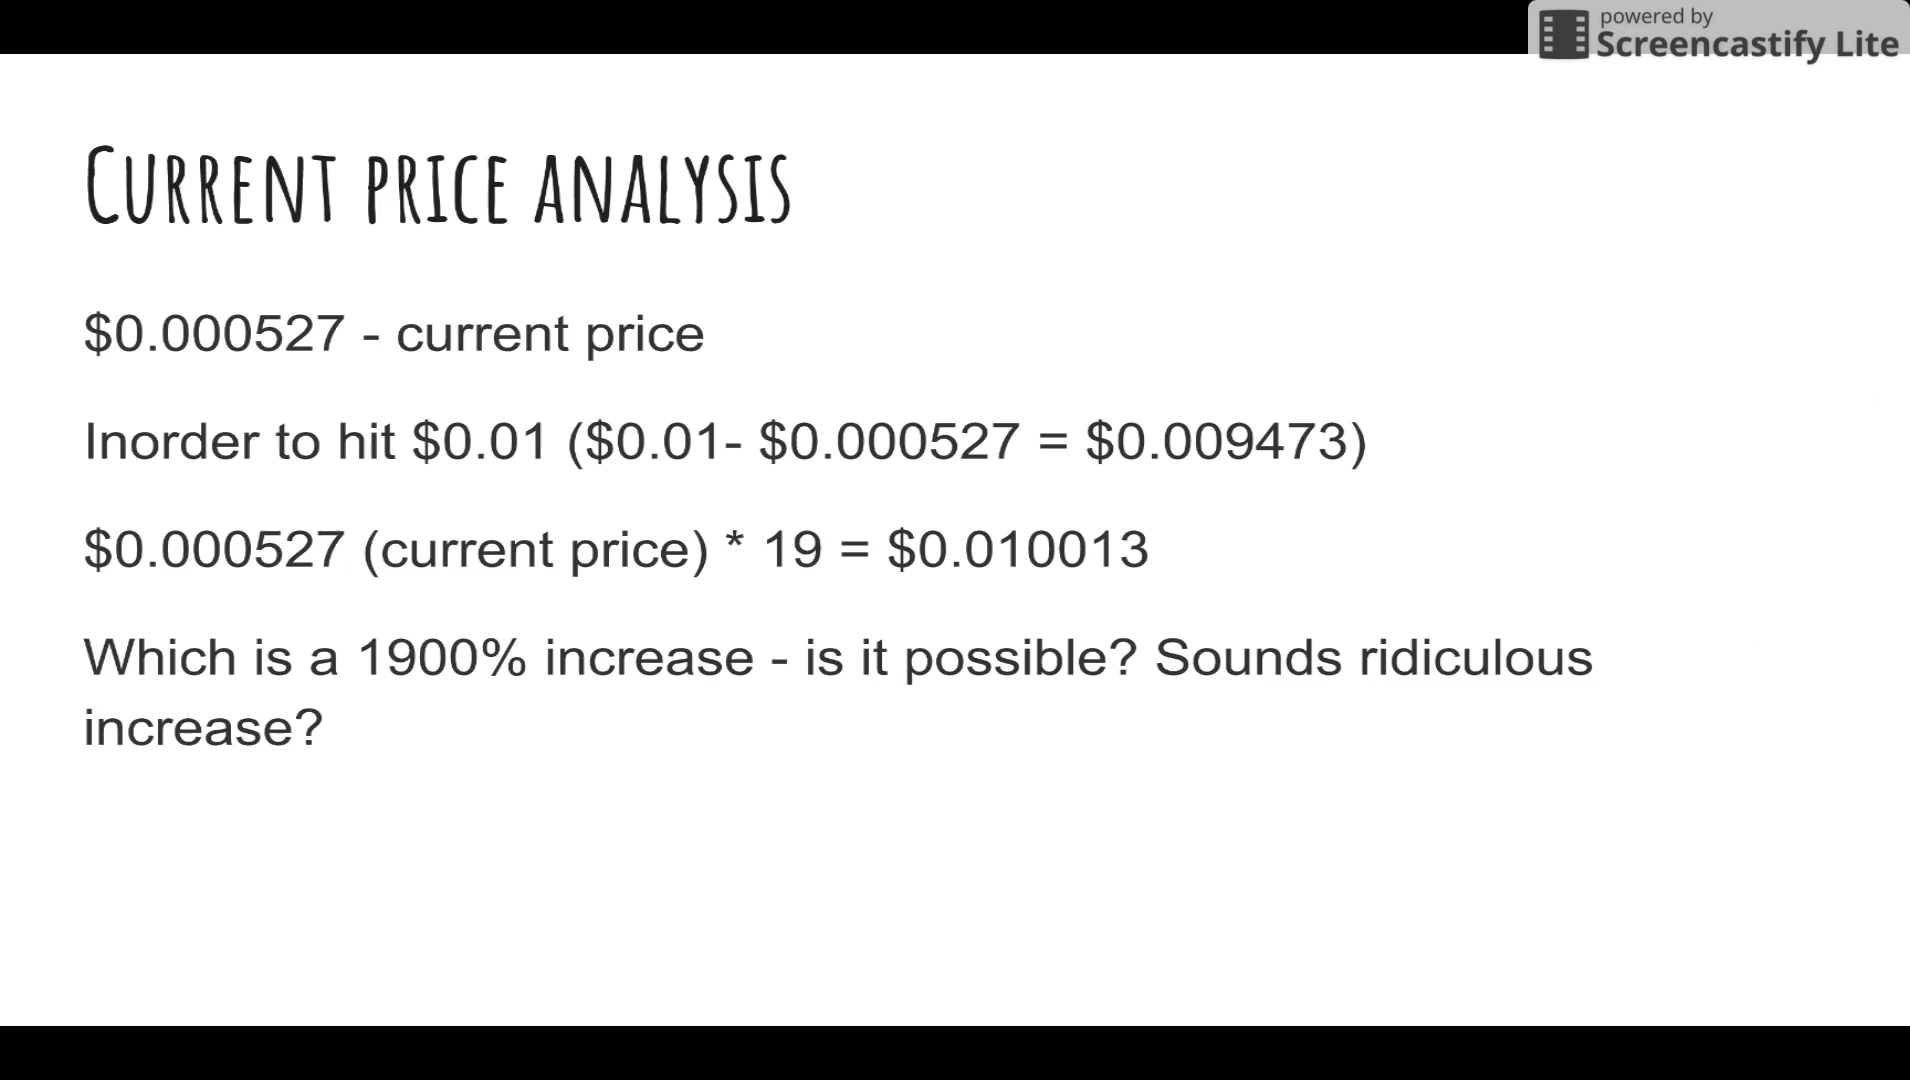 powered by
Screencastify Lite
CURRENT PRICE ANALYSIS
$0.000527 - current price
Inorder to hit $0.01 ($0.01- $0.000527 = $0.009473)
$0.000527 (current price) * 19 = $0.010013
Which is a 1900% increase - is it possible? Sounds ridiculous
increase?